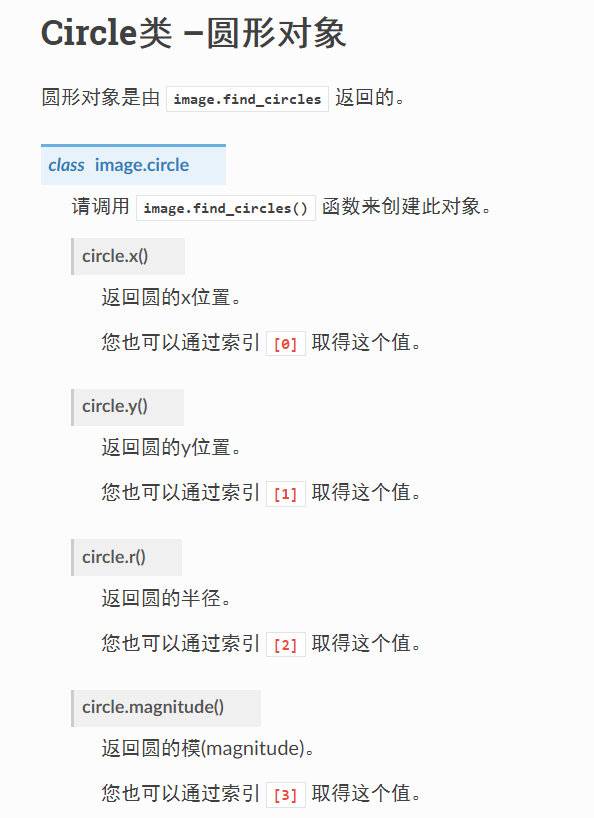 Circle类 –圆形对象
圆形对象是由 image.find_circles 返回的。
class image.circle
请调用 image.find_circles() 函数来创建此对象。
circle.x()
返回圆的x位置。
您也可以通过索引 [0] 取得这个值。
circle.y()
返回圆的y位置。
您也可以通过索引 [1] 取得这个值。
circle.r()
返回圆的半径。
您也可以通过索引 [2] 取得这个值。
circle.magnitude()
返回圆的模(magnitude)。
您也可以通过索引 [3] 取得这个值。